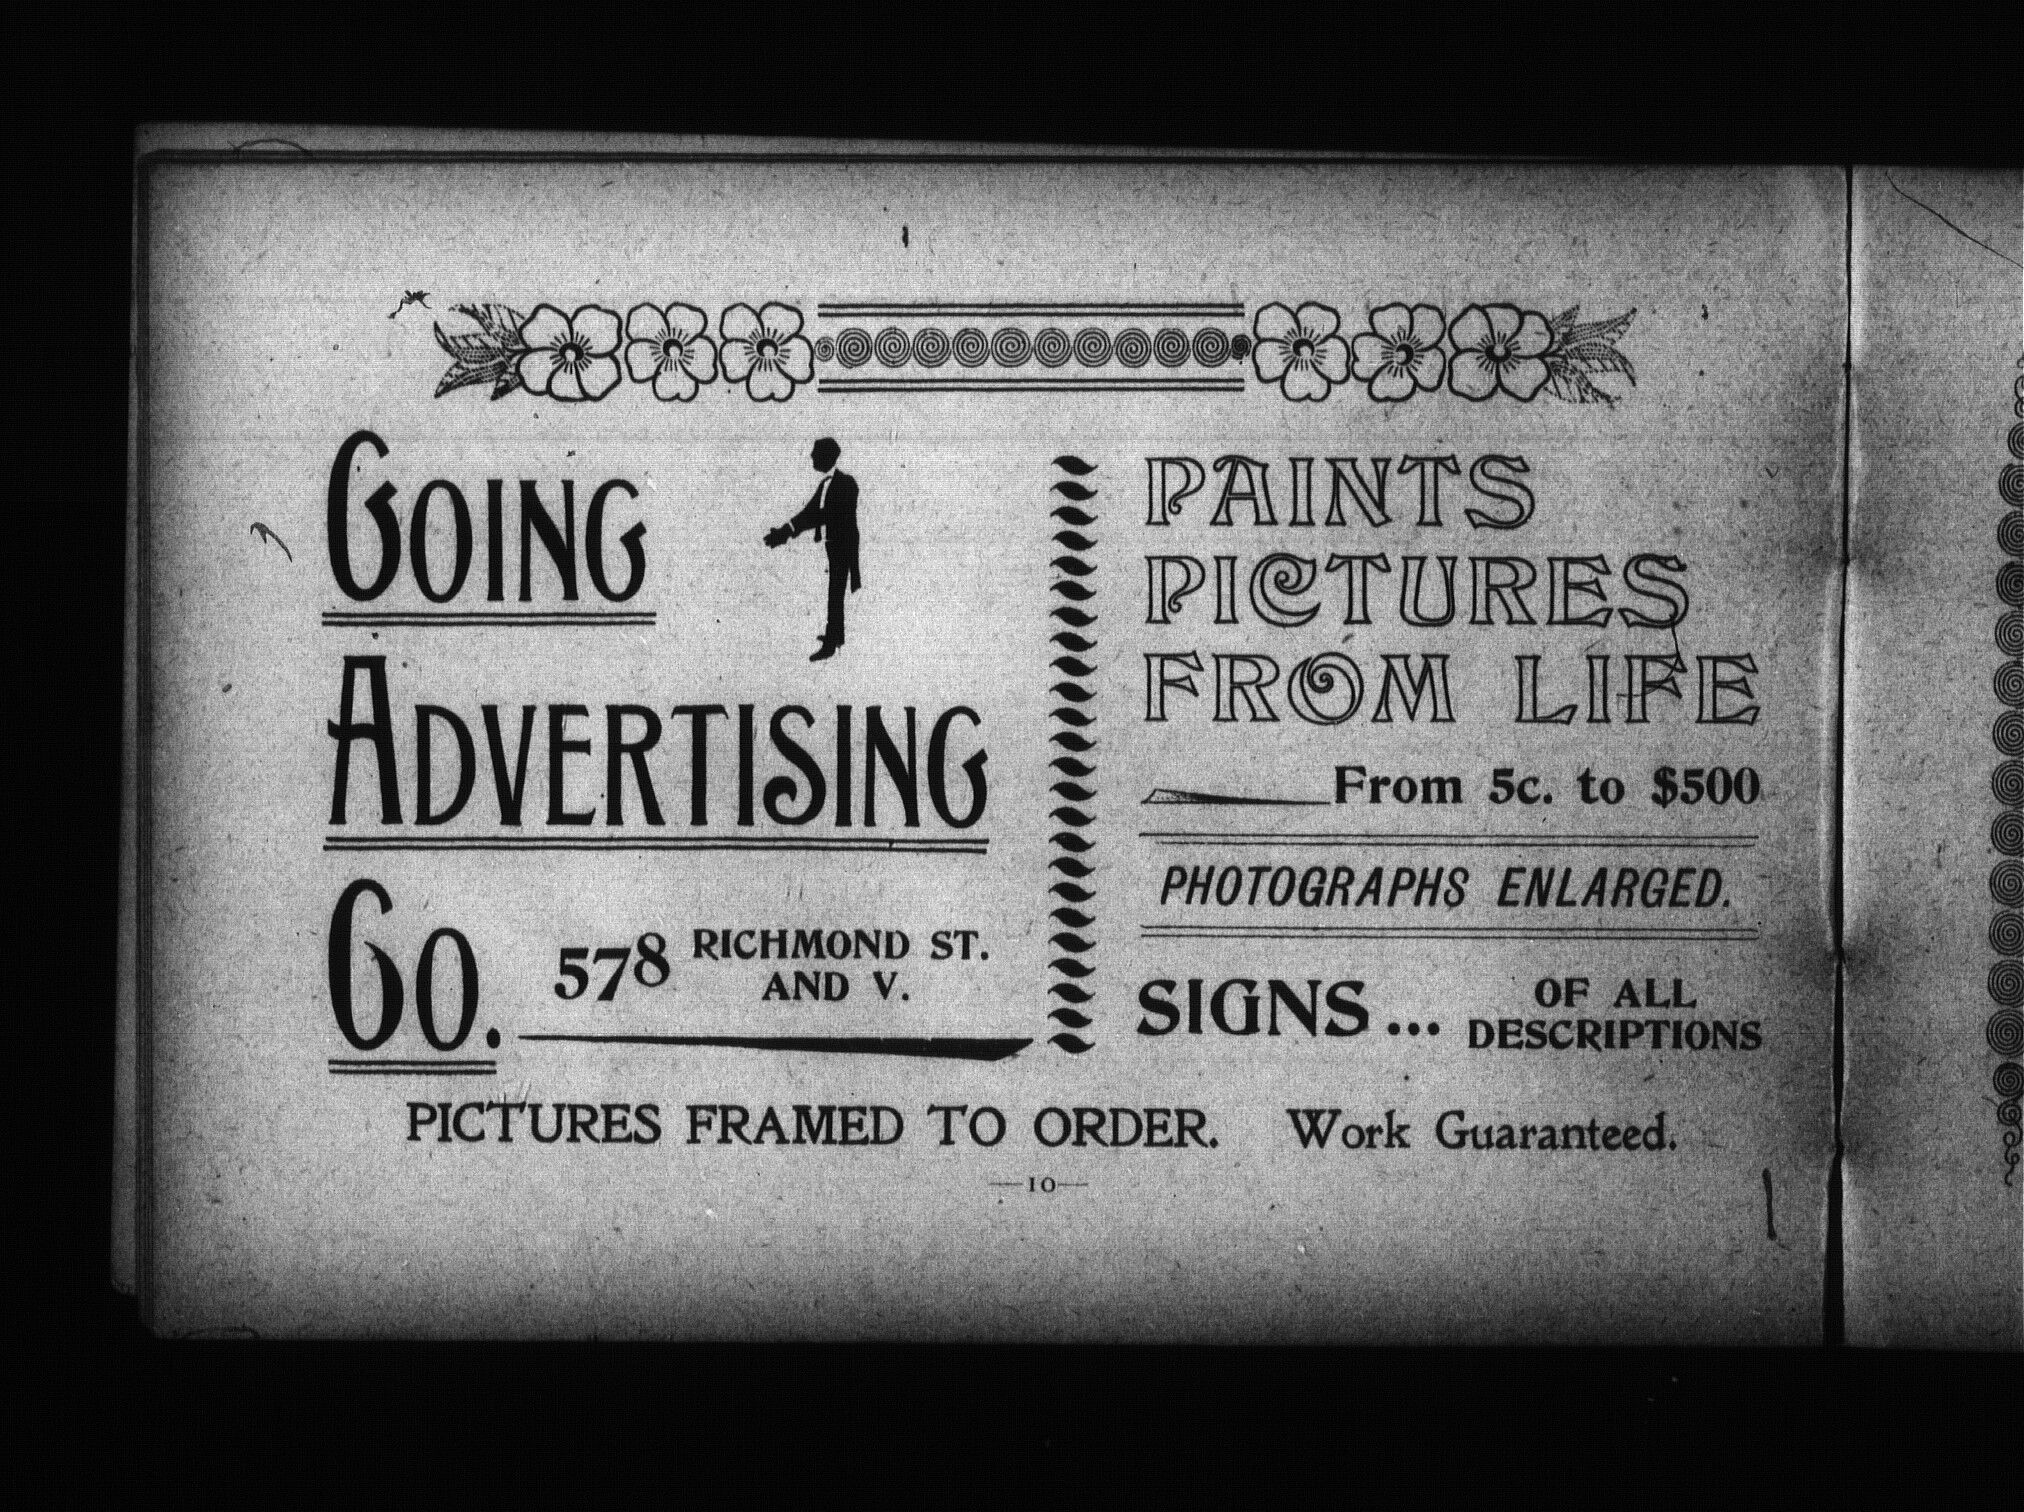 GOING
ADVERTISING
CO. 578 RICHMOND ST.
AND V.
PAINTS
PICTURES
FROM LIFE
From 5c. to $500
PHOTOGRAPHS ENLARGED.
SIGNS... OF ALL
DESCRIPTIONS
PICTURES FRAMED TO ORDER. Work Guaranteed.
—10—